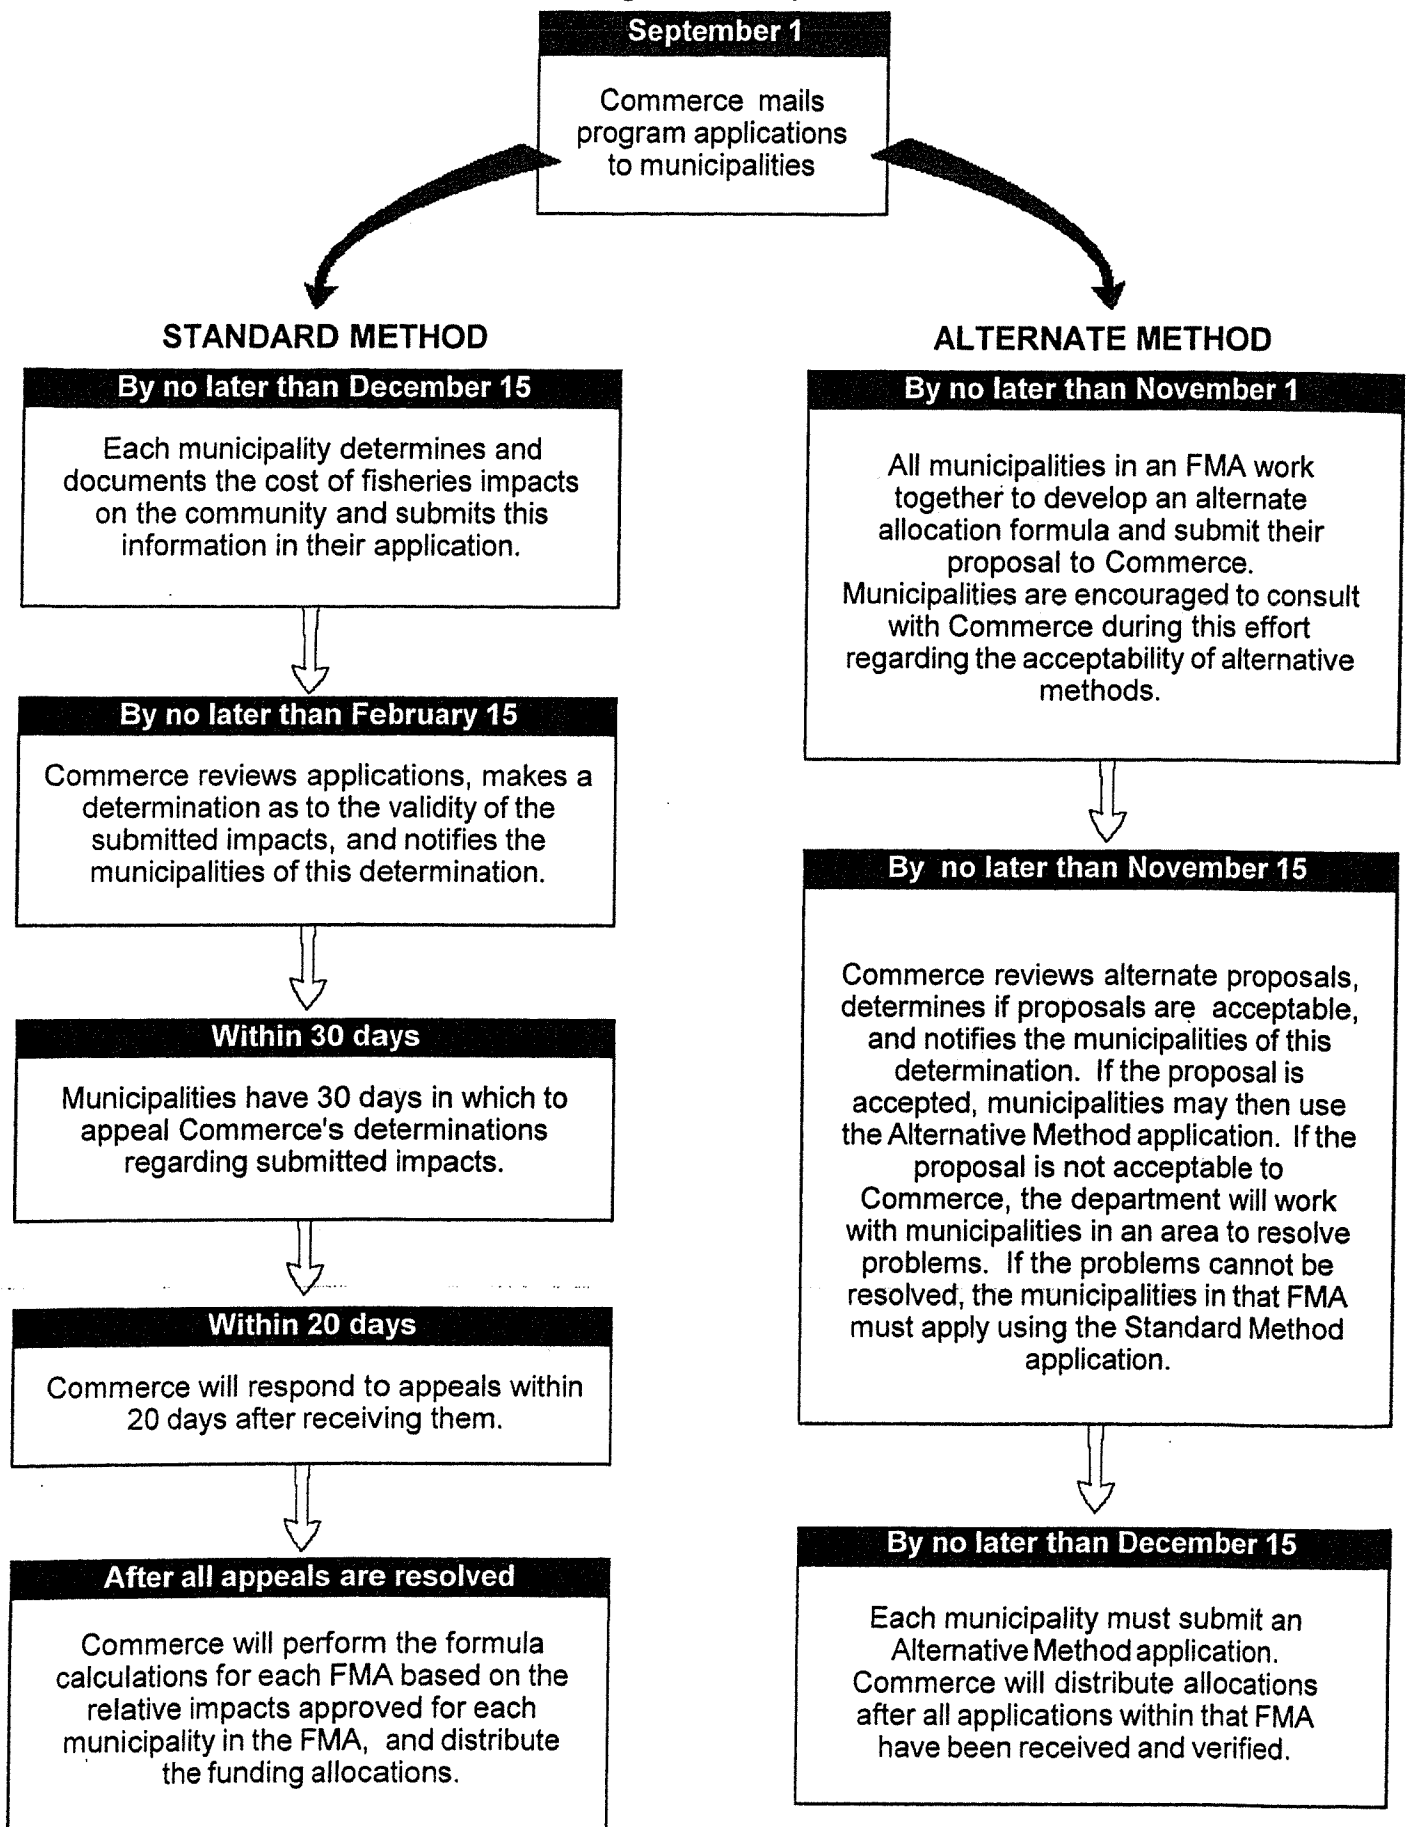 September 1
Commerce mails
program applications
to municipalities
STANDARD METHOD
By no later than December 15
Each municipality determines and
documents the cost of fisheries impacts
on the community and submits this
information in their application.
By no later than February 15
Commerce reviews applications, makes a
determination as to the validity of the
submitted impacts, and notifies the
municipalities of this determination.
Within 30 days
Municipalities have 30 days in which to
appeal Commerce's determinations
regarding submitted impacts.
Within 20 days
Commerce will respond to appeals within
20 days after receiving them.
After all appeals are resolved
Commerce will perform the formula
calculations for each FMA based on the
relative impacts approved for each
municipality in the FMA, and distribute
the funding allocations.
ALTERNATE METHOD
By no later than November 1
All municipalities in an FMA work
together to develop an alternate
allocation formula and submit their
proposal to Commerce.
Municipalities are encouraged to consult
with Commerce during this effort
regarding the acceptability of alternative
methods.
By no later than November 15
Commerce reviews alternate proposals,
determines if proposals are acceptable,
and notifies the municipalities of this
determination. If the proposal is
accepted, municipalities may then use
the Alternative Method application. If the
proposal is not acceptable to
Commerce, the department will work
with municipalities in an area to resolve
problems. If the problems cannot be
resolved, the municipalities in that FMA
must apply using the Standard Method
application.
By no later than December 15
Each municipality must submit an
Alternative Method application.
Commerce will distribute allocations
after all applications within that FMA
have been received and verified.